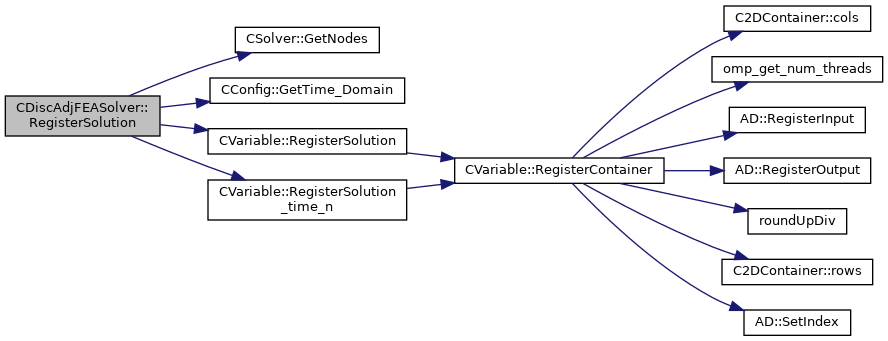 CDiscAdjFEASolver::
RegisterSolution
CSolver::GetNodes
CConfig::GetTime_Domain
CVariable::RegisterSolution
CVariable::RegisterSolution
_time_n
CVariable::RegisterContainer
C2DContainer::cols
omp_get_num_threads
AD::RegisterInput
AD::RegisterOutput
roundUpDiv
C2DContainer::rows
AD::SetIndex